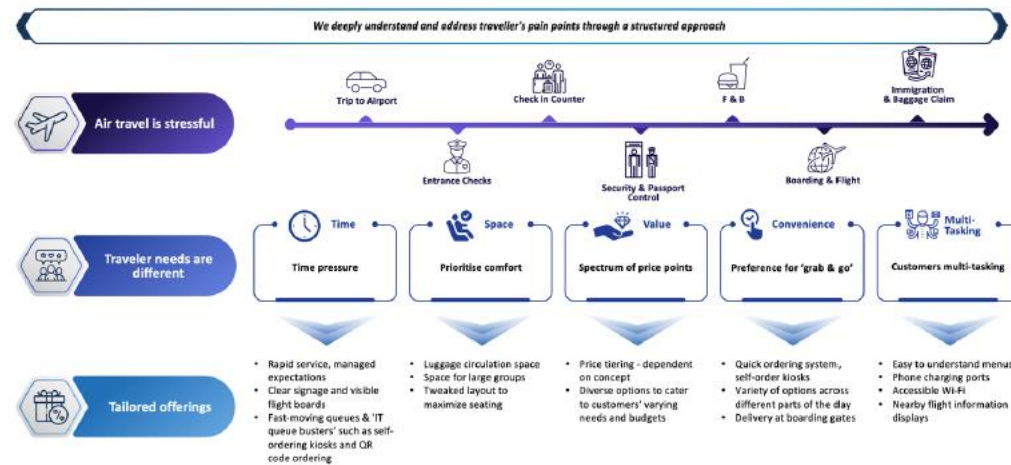 We deeply understand and address traveller's pain points through a structured approach
Air travel is stressful
Trip to Airport
Entrance Checks
Check in Counter
Security & Passport
Control
F & B
Boarding & Flight
Immigration
& Baggage Claim
Traveler needs are
different
Time
Time pressure
Space
Prioritise comfort
Value
Spectrum of price points
Convenience
Preference for 'grab & go'
Multi-
Tasking
Customers multi-tasking
Tailored offerings
• Rapid service, managed
expectations
• Clear signage and visible
flight boards
• Fast-moving queues & 'IT
queue busters' such as self-
ordering kiosks and QR
code ordering
• Luggage circulation space
• Space for large groups
• Tweaked layout to
maximize seating
• Price tiering - dependent
on concept
• Diverse options to cater
to customers' varying
needs and budgets
• Quick ordering system,
self-order kiosks
• Variety of options across
different parts of the day
• Delivery at boarding gates
• Easy to understand menus
• Phone charging ports
• Accessible Wi-Fi
• Nearby flight information
displays